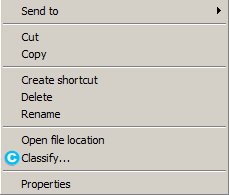 Send to
Cut
Copy
Create shortcut
Delete
Rename
Open file location
C Classify...
Properties